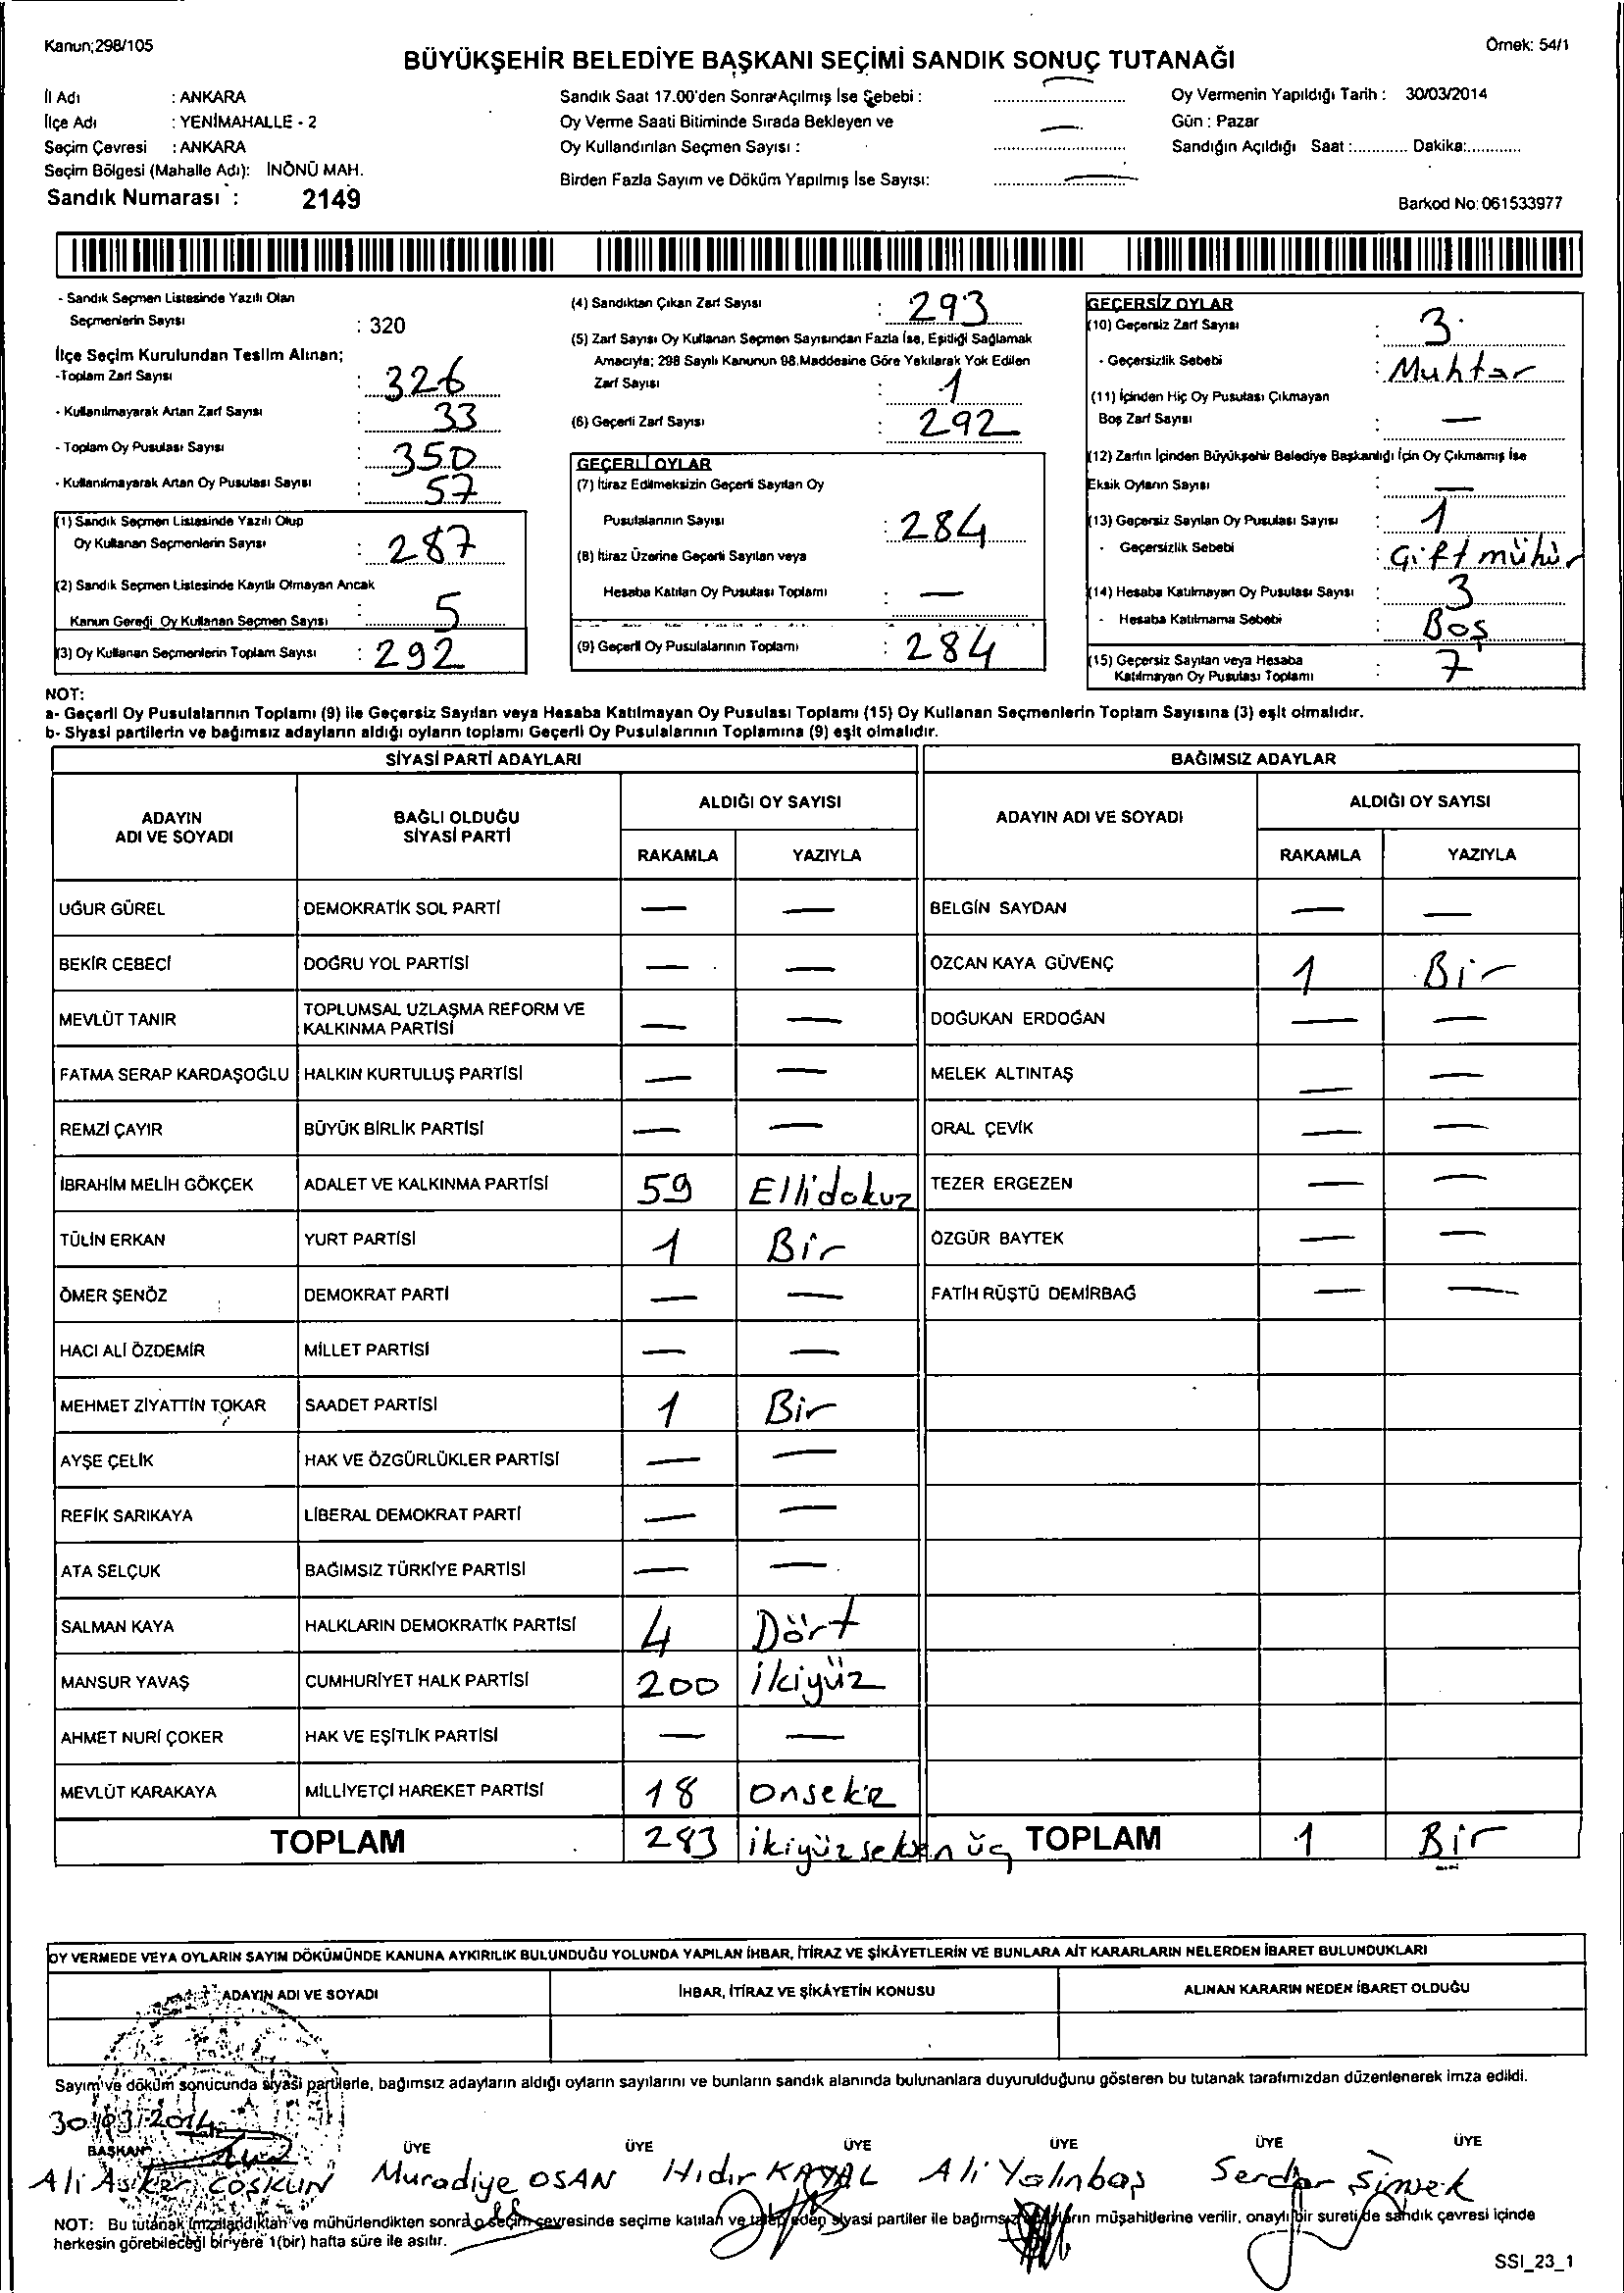 Kanun;298/105
Örnek: 54/1
BÜYÜKŞEHİR BELEDİYE BAŞKANI SEÇİMİ SANDIK SONUÇ TUTANAĞI
İl Adı : ANKARA
İlçe Adı : YENİMAHALLE - 2
Seçim Çevresi : ANKARA
Seçim Bölgesi (Mahalle Adı): İNÖNÜ MAH.
Sandık Numarası : 2149
Sandık Saat 17.00'den Sonra Açılmış İse Sebebi : —
Oy Verme Saati Bitiminde Sırada Bekleyen ve
Oy Kullandırılan Seçmen Sayısı : —
Birden Fazla Sayım ve Döküm Yapılmış İse Sayısı: —
Oy Vermenin Yapıldığı Tarih : 30/03/2014
Gün : Pazar
Sandığın Açıldığı Saat :............ Dakika:............
Barkod No: 061533977
- Sandık Seçmen Listesinde Yazılı Olan
Seçmenlerin Sayısı : 320
İlçe Seçim Kurulundan Teslim Alınan;
-Toplam Zarf Sayısı : 326
- Kullanılmayarak Artan Zarf Sayısı : 33
- Toplam Oy Pusulası Sayısı : 350
- Kullanılmayarak Artan Oy Pusulası Sayısı : 57
(1) Sandık Seçmen Listesinde Yazılı Olup
Oy Kullanan Seçmenlerin Sayısı : 287
(2) Sandık Seçmen Listesinde Kayıtlı Olmayan Ancak
Kanun Gereği Oy Kullanan Seçmen Sayısı : 5
(3) Oy Kullanan Seçmenlerin Toplam Sayısı : 292
(4) Sandıktan Çıkan Zarf Sayısı : 293
(5) Zarf Sayısı Oy Kullanan Seçmen Sayısından Fazla İse, Eşitliği Sağlamak
Amacıyla; 298 Sayılı Kanunun 98.Maddesine Göre Yakılarak Yok Edilen
Zarf Sayısı : 1
(6) Geçerli Zarf Sayısı : 292
GEÇERLİ OYLAR
(7) İtiraz Edilmeksizin Geçerli Sayılan Oy
Pusulalarının Sayısı : 284
(8) İtiraz Üzerine Geçerli Sayılan veya
Hesaba Katılan Oy Pusulası Toplamı : —
(9) Geçerli Oy Pusulalarının Toplamı : 284
GEÇERSİZ OYLAR
(10) Geçersiz Zarf Sayısı : 3
- Geçersizlik Sebebi : Muhtar
(11) İçinden Hiç Oy Pusulası Çıkmayan
Boş Zarf Sayısı : —
(12) Zarfın İçinden Büyükşehir Belediye Başkanlığı İçin Oy Çıkmamış İse
Eksik Oyların Sayısı : —
(13) Geçersiz Sayılan Oy Pusulası Sayısı : 1
- Geçersizlik Sebebi : Çift mühür
(14) Hesaba Katılmayan Oy Pusulası Sayısı : 3
- Hesaba Katılmama Sebebi : Boş
(15) Geçersiz Sayılan veya Hesaba
Katılmayan Oy Pusulası Toplamı : 7
NOT:
a- Geçerli Oy Pusulalarının Toplamı (9) ile Geçersiz Sayılan veya Hesaba Katılmayan Oy Pusulası Toplamı (15) Oy Kullanan Seçmenlerin Toplam Sayısına (3) eşit olmalıdır.
b- Siyasi partilerin ve bağımsız adayların aldığı oyların toplamı Geçerli Oy Pusulalarının Toplamına (9) eşit olmalıdır.
SİYASİ PARTİ ADAYLARI
ADAYIN ADI VE SOYADI
BAĞLI OLDUĞU SİYASİ PARTİ
ALDIĞI OY SAYISI
RAKAMLA YAZIYLA
UĞUR GÜREL DEMOKRATİK SOL PARTİ — —
BEKİR CEBECİ DOĞRU YOL PARTİSİ — —
MEVLÜT TANIR TOPLUMSAL UZLAŞMA REFORM VE KALKINMA PARTİSİ — —
FATMA SERAP KARDAŞOĞLU HALKIN KURTULUŞ PARTİSİ — —
REMZİ ÇAYIR BÜYÜK BİRLİK PARTİSİ — —
İBRAHİM MELİH GÖKÇEK ADALET VE KALKINMA PARTİSİ 59 Ellidokuz
TÜLİN ERKAN YURT PARTİSİ 1 Bir
ÖMER ŞENÖZ DEMOKRAT PARTİ — —
HACI ALİ ÖZDEMİR MİLLET PARTİSİ — —
MEHMET ZİYATTİN TOKAR SAADET PARTİSİ 1 Bir
AYŞE ÇELİK HAK VE ÖZGÜRLÜKLER PARTİSİ — —
REFİK SARIKAYA LİBERAL DEMOKRAT PARTİ — —
ATA SELÇUK BAĞIMSIZ TÜRKİYE PARTİSİ — —
SALMAN KAYA HALKLARIN DEMOKRATİK PARTİSİ 4 Dört
MANSUR YAVAŞ CUMHURİYET HALK PARTİSİ 200 ikiyüz
AHMET NURİ ÇOKER HAK VE EŞİTLİK PARTİSİ — —
MEVLÜT KARAKAYA MİLLİYETÇİ HAREKET PARTİSİ 18 onsekiz
TOPLAM 283 ikiyüzseksen üç
BAĞIMSIZ ADAYLAR
ADAYIN ADI VE SOYADI
ALDIĞI OY SAYISI
RAKAMLA YAZIYLA
BELGİN SAYDAN — —
ÖZCAN KAYA GÜVENÇ 1 Bir
DOĞUKAN ERDOĞAN — —
MELEK ALTINTAŞ — —
ORAL ÇEVİK — —
TEZER ERGEZEN — —
ÖZGÜR BAYTEK — —
FATİH RÜŞTÜ DEMİRBAĞ — —
TOPLAM 1 Bir
OY VERMEDE VEYA OYLARIN SAYIM DÖKÜMÜNDE KANUNA AYKIRILIK BULUNDUĞU YOLUNDA YAPILAN İHBAR, İTİRAZ VE ŞİKÂYETLERİN VE BUNLARA AİT KARARLARIN NELERDEN İBARET BULUNDUKLARI
ADAYIN ADI VE SOYADI
İHBAR, İTİRAZ VE ŞİKÂYETİN KONUSU
ALINAN KARARIN NEDEN İBARET OLDUĞU
Sayım ve döküm sonucunda siyasi partilerle, bağımsız adayların aldığı oyların sayılarını ve bunların sandık alanında bulunanlara duyurulduğunu gösteren bu tutanak tarafımızdan düzenlenerek imza edildi.
30/03/2014
BAŞKAN ÜYE ÜYE ÜYE ÜYE ÜYE ÜYE
Ali Asker COŞKUN Muradiye OSAN Hıdır KAYAL Ali Yalınbaş Serdar Şimşek
NOT: Bu tutanak imzalandıktan ve mühürlendikten sonra o seçim çevresinde seçime katılan ve talep eden siyasi partiler ile bağımsız adayların müşahitlerine verilir, onaylı bir sureti de sandık çevresi içinde
herkesin görebileceği bir yere 1(bir) hafta süre ile asılır.
SSI_23_1